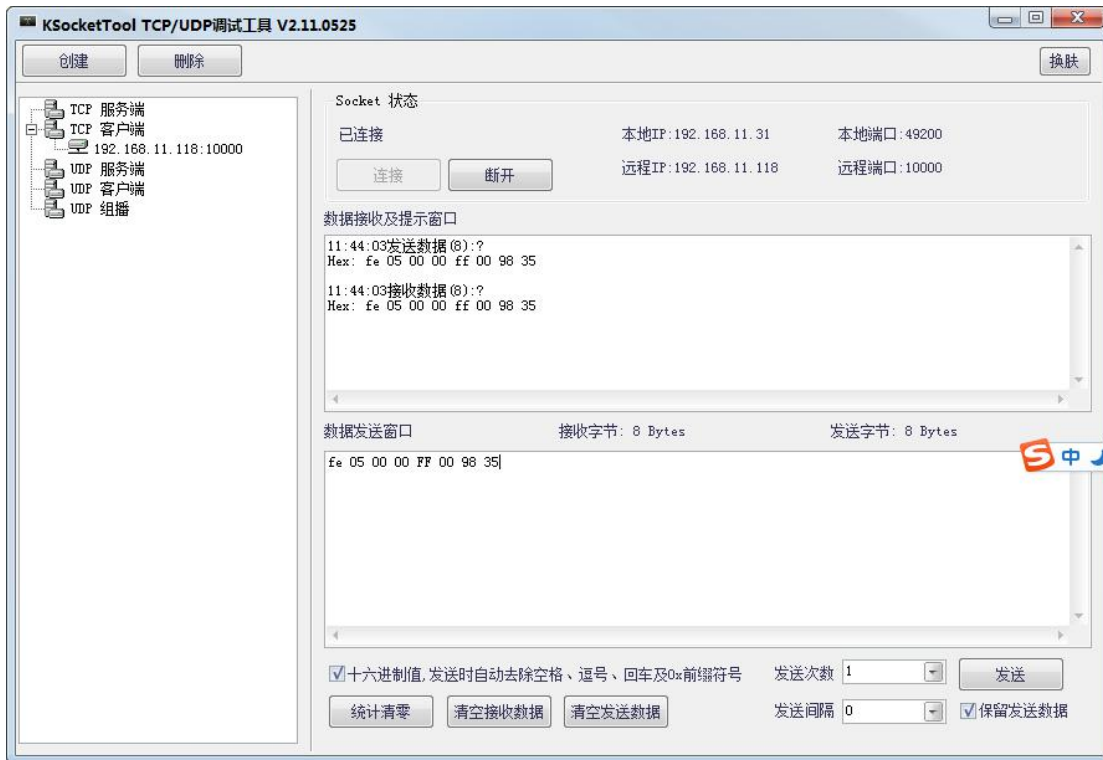 KSocketTool TCP/UDP调试工具 V2.11.0525
创建 删除 换肤
TCP 服务端
TCP 客户端
192.168.11.118:10000
UDP 服务端
UDP 客户端
UDP 组播
Socket 状态
已连接 本地IP:192.168.11.31 本地端口:49200
连接 断开 远程IP:192.168.11.118 远程端口:10000
数据接收及提示窗口
11:44:03发送数据(8):?
Hex: fe 05 00 00 ff 00 98 35
11:44:03接收数据(8):?
Hex: fe 05 00 00 ff 00 98 35
数据发送窗口 接收字节: 8 Bytes 发送字节: 8 Bytes
fe 05 00 00 FF 00 98 35
S 中
十六进制值,发送时自动去除空格、逗号、回车及0x前缀符号 发送次数 1 发送
统计清零 清空接收数据 清空发送数据 发送间隔 0 保留发送数据